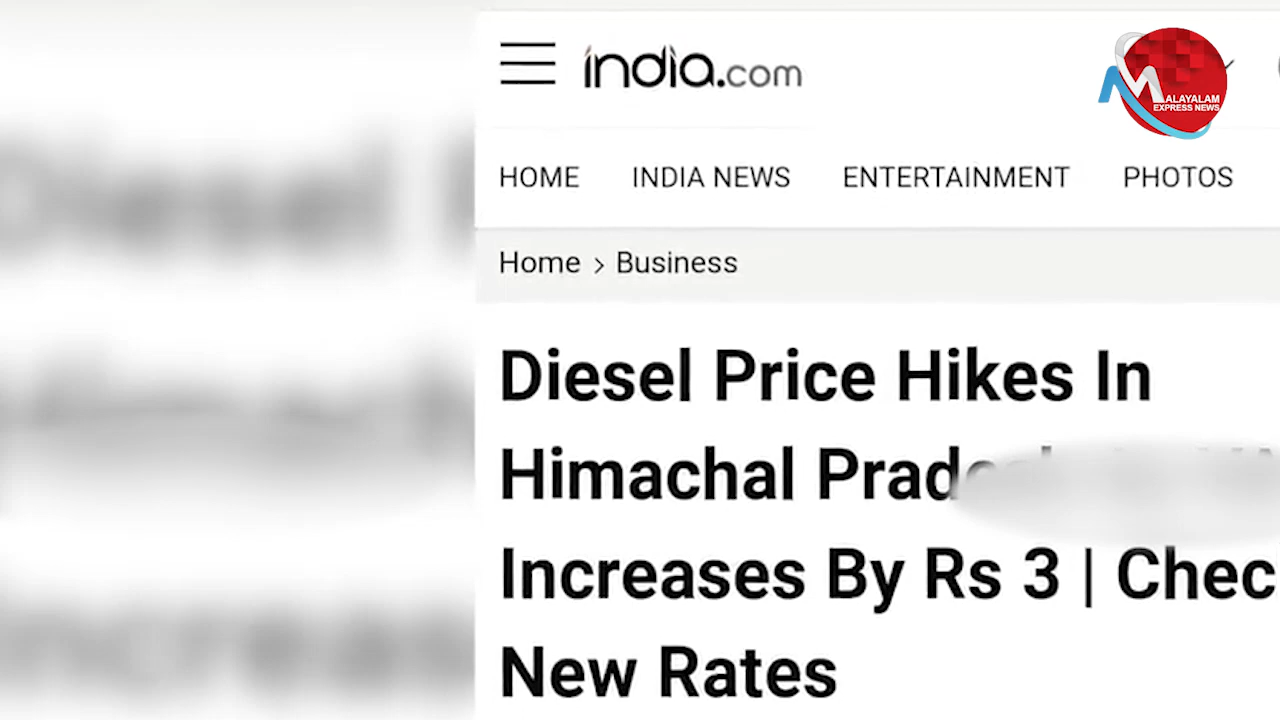 india.com
MALAYALAM
EXPRESS NEWS
HOME INDIA NEWS ENTERTAINMENT PHOTOS
Home > Business
Diesel Price Hikes In
Himachal
Increases By Rs 3 | Chec
New Rates